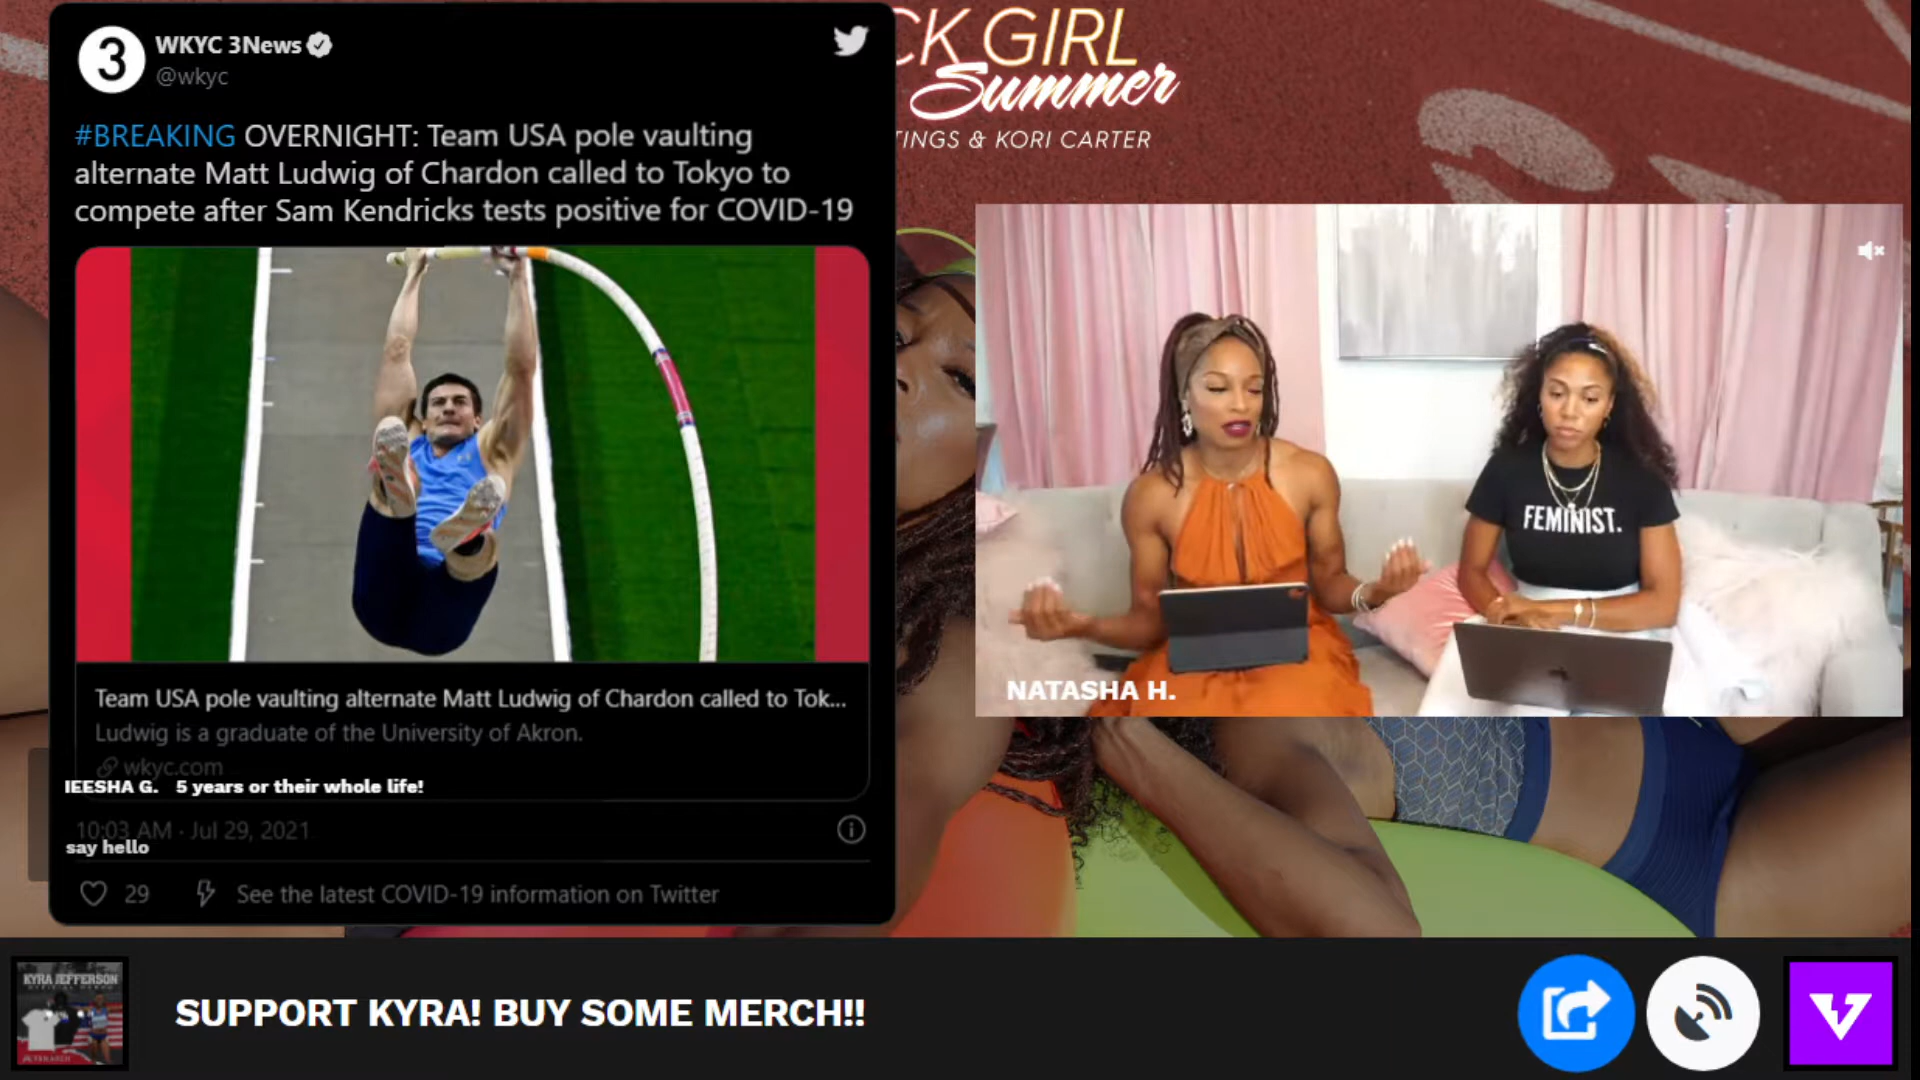 3
WKYC 3News
@wkyc
#BREAKING OVERNIGHT: Team USA pole vaulting
alternate Matt Ludwig of Chardon called to Tokyo to
compete after Sam Kendricks tests positive for COVID-19
Team USA pole vaulting alternate Matt Ludwig of Chardon called to Tok...
Ludwig is a graduate of the University of Akron.
wkyc.com
IEESHA G. 5 years or their whole life!
10:03 AM · Jul 29, 2021
say hello
29 See the latest COVID-19 information on Twitter
CK GIRL
Summer
TINGS & KORI CARTER
FEMINIST.
NATASHA H.
KYRA JEFFERSON
SUPPORT KYRA! BUY SOME MERCH!!